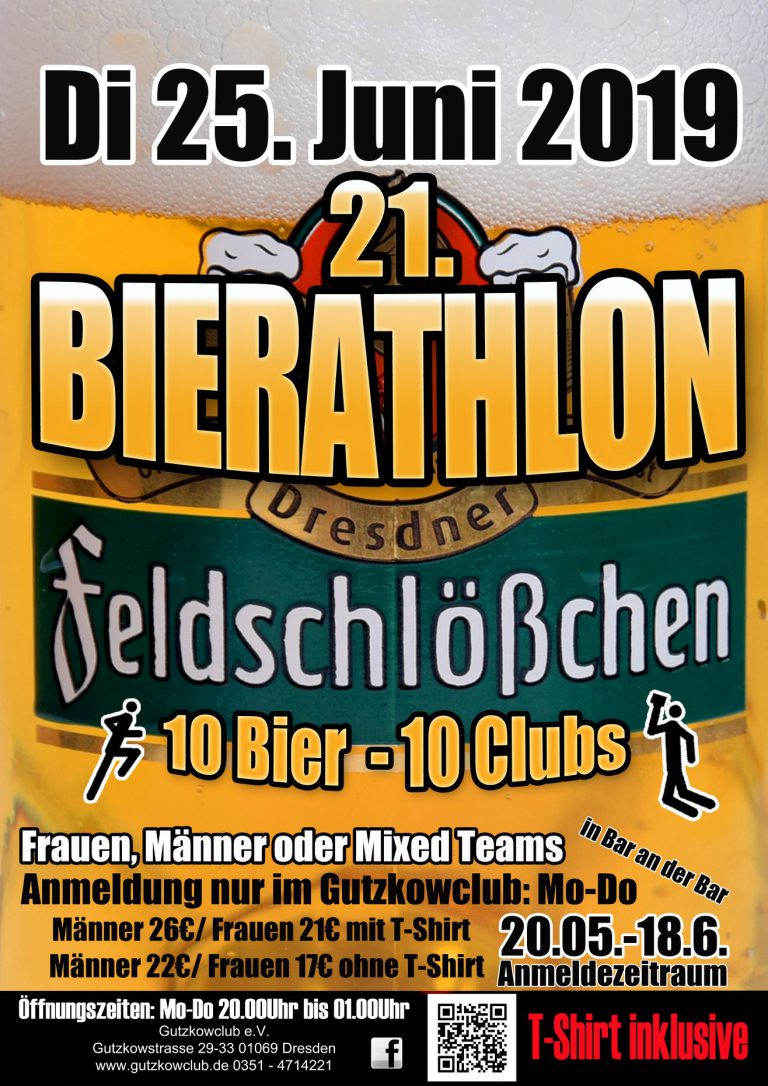 Di 25. Juni 2019
21.
BIERATHLON
Dresdner
Feldschlößchen
10 Bier - 10 Clubs
Frauen, Männer oder Mixed Teams
in Bar an der Bar
Anmeldung nur im Gutzkowclub: Mo-Do
Männer 26€/ Frauen 21€ mit T-Shirt
Männer 22€/ Frauen 17€ ohne T-Shirt
20.05.-18.6.
Anmeldezeitraum
Öffnungszeiten: Mo-Do 20.00Uhr bis 01.00Uhr
Gutzkowclub e.V.
Gutzkowstrasse 29-33 01069 Dresden
www.gutzkowclub.de 0351 - 4714221
f
T-Shirt inklusive